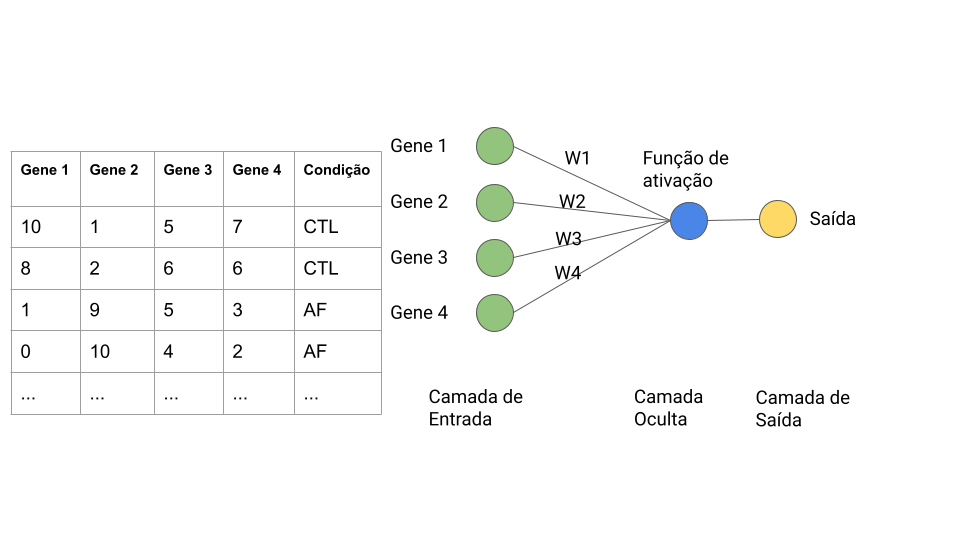 Gene 1 Gene 2 Gene 3 Gene 4 Condição
10 1 5 7 CTL
8 2 6 6 CTL
1 9 5 3 AF
0 10 4 2 AF
... ... ... ... ...
Gene 1
Gene 2
Gene 3
Gene 4
W1
W2
W3
W4
Função de
ativação
Saída
Camada de
Entrada
Camada
Oculta
Camada de
Saída